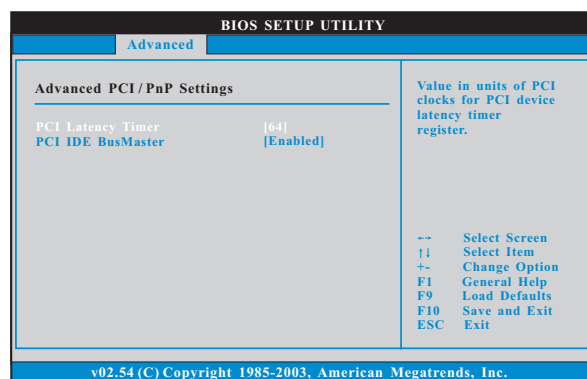 BIOS SETUP UTILITY
Advanced
Advanced PCI / PnP Settings
PCI Latency Timer [64]
PCI IDE BusMaster [Enabled]
Value in units of PCI
clocks for PCI device
latency timer
register.
←→ Select Screen
↑↓ Select Item
+- Change Option
F1 General Help
F9 Load Defaults
F10 Save and Exit
ESC Exit
v02.54 (C) Copyright 1985-2003, American Megatrends, Inc.